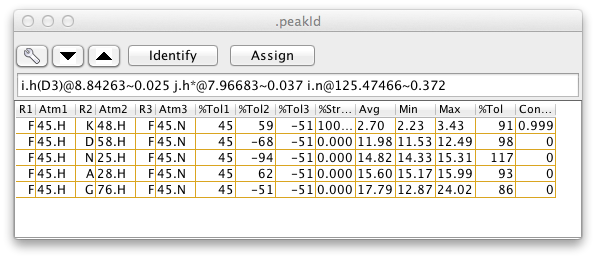 .peakId
Identify Assign
i.h(D3)@8.84263~0.025 j.h*@7.96683~0.037 i.n@125.47466~0.372
R1 Atm1 R2 Atm2 R3 Atm3 %Tol1 %Tol2 %Tol3 %Str... Avg Min Max %Tol Con...
F 45.H K 48.H F 45.N 45 59 -51 100... 2.70 2.23 3.43 91 0.999
F 45.H D 58.H F 45.N 45 -68 -51 0.000 11.98 11.53 12.49 98 0
F 45.H N 25.H F 45.N 45 -94 -51 0.000 14.82 14.33 15.31 117 0
F 45.H A 28.H F 45.N 45 62 -51 0.000 15.60 15.17 15.99 93 0
F 45.H G 76.H F 45.N 45 -51 -51 0.000 17.79 12.87 24.02 86 0